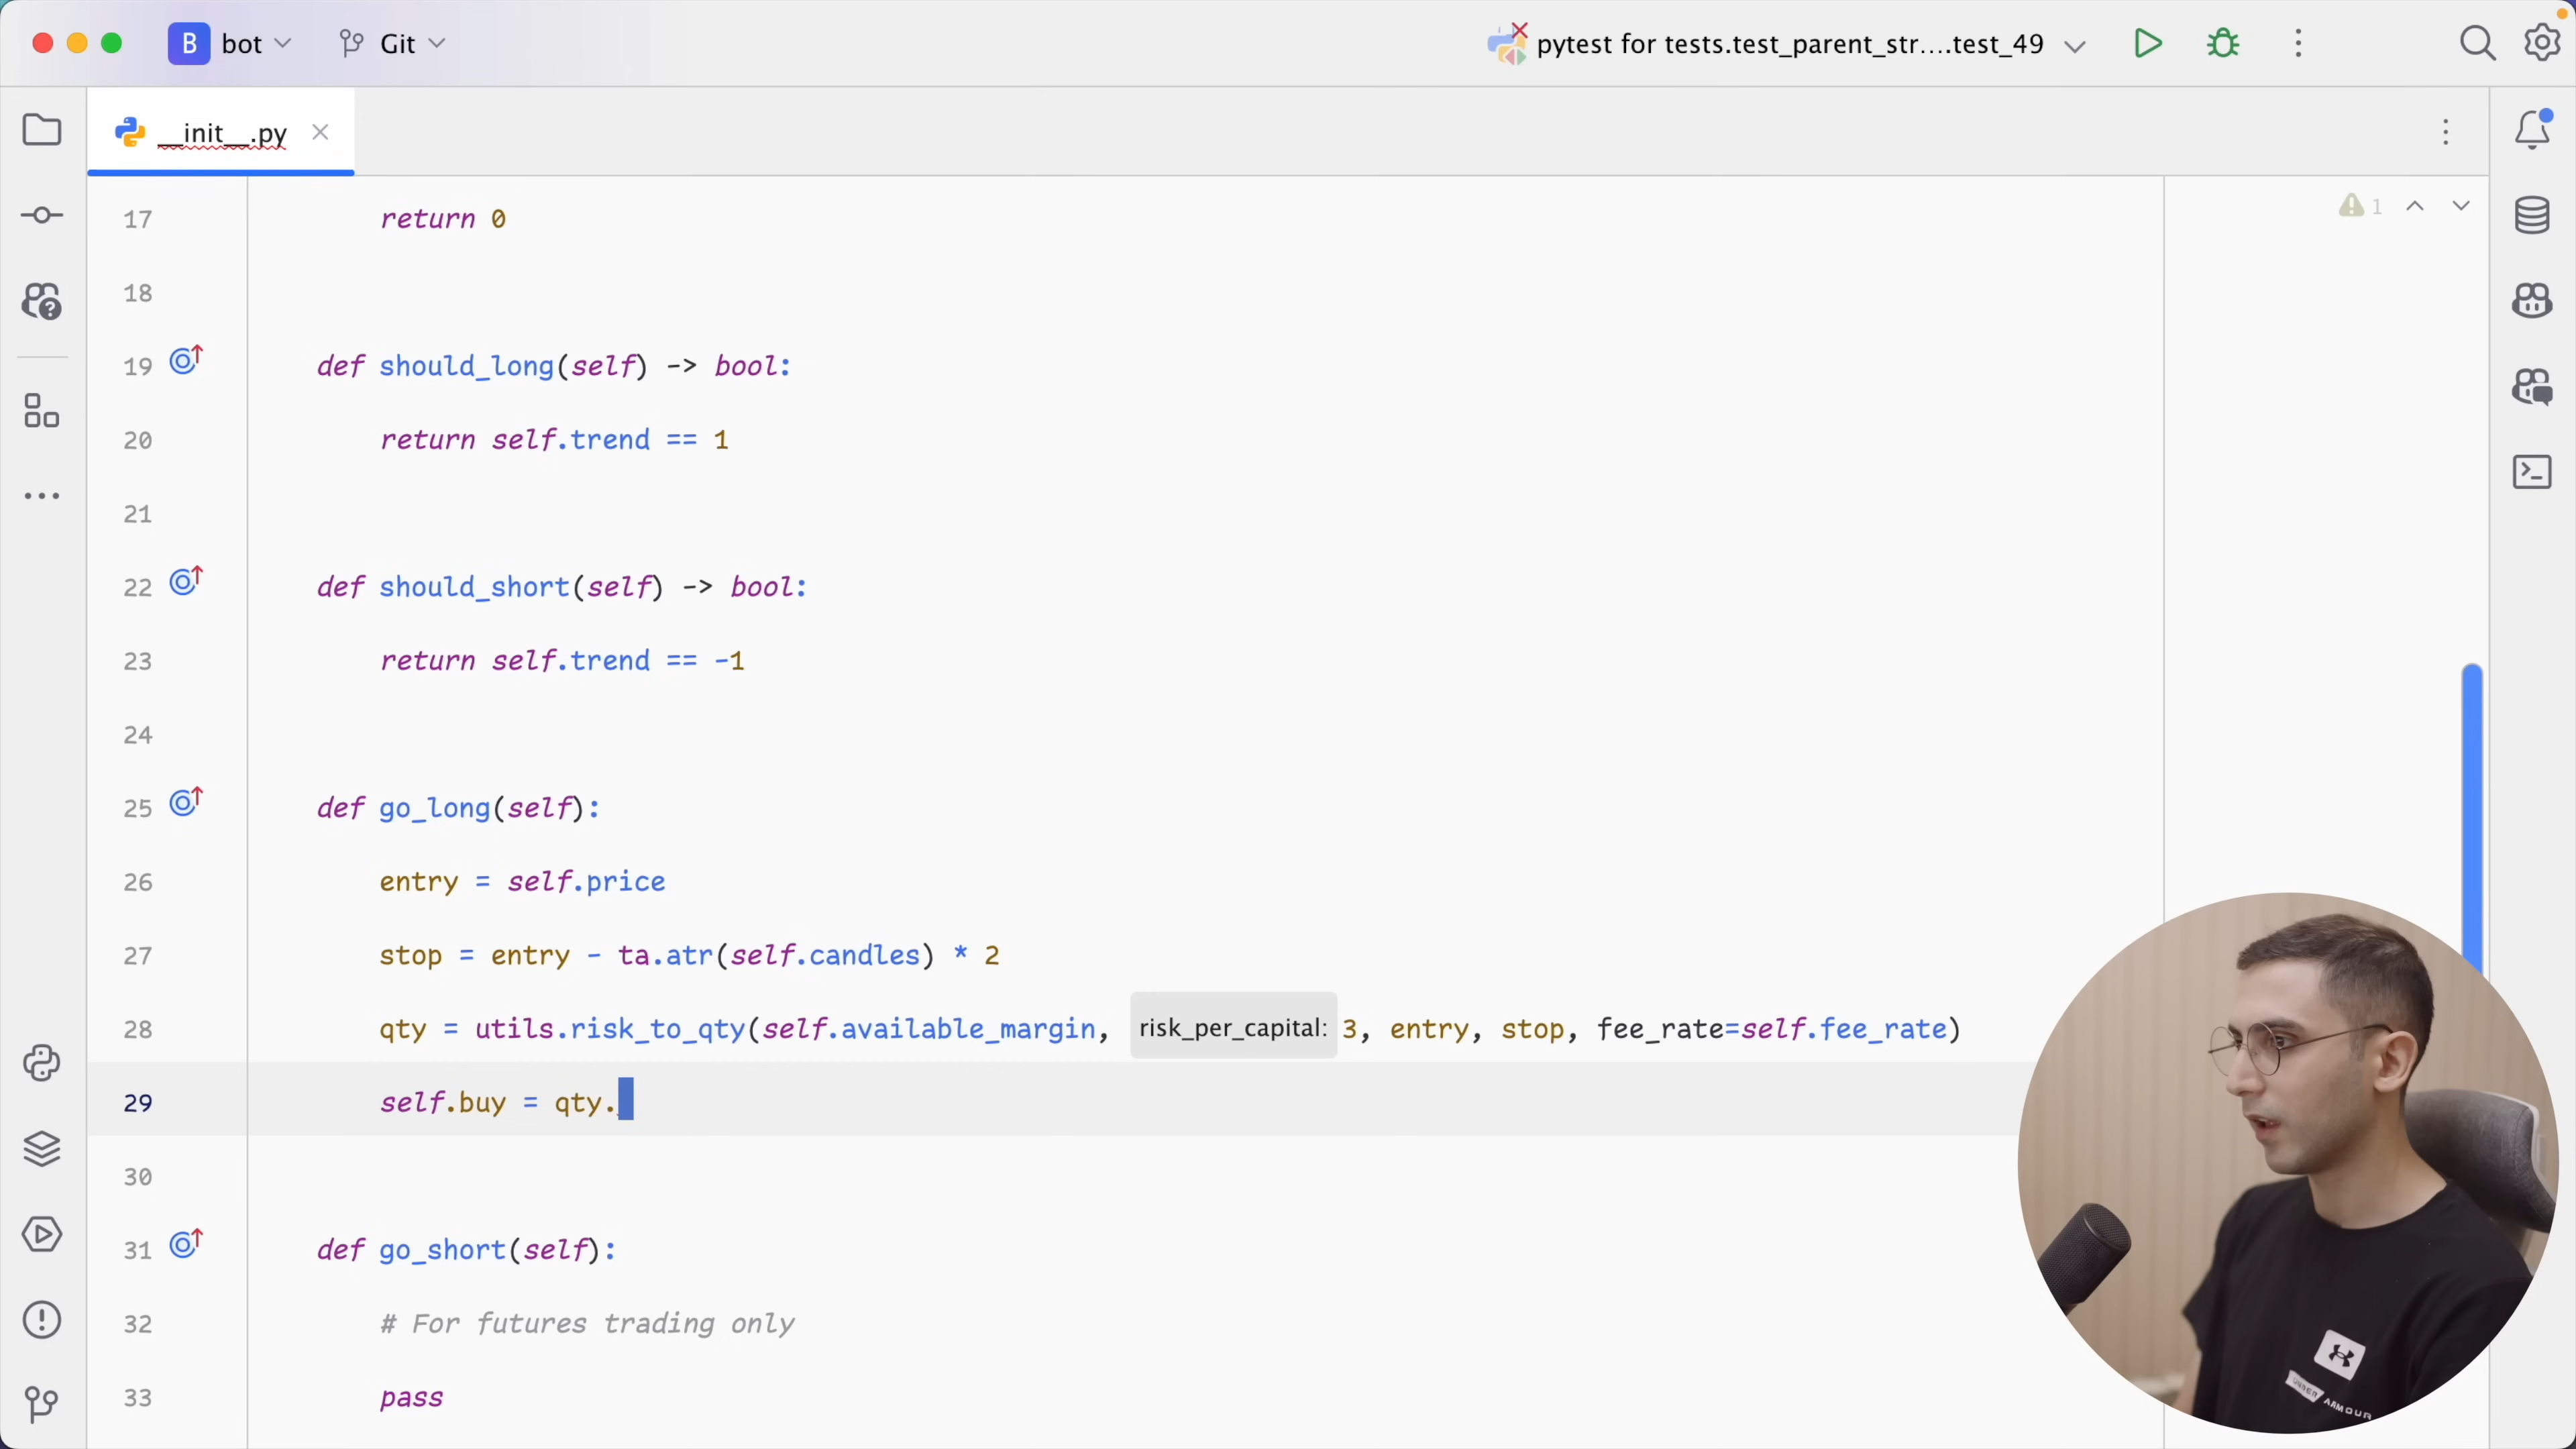 B bot Git pytest for tests.test_parent_str....test_49
__init__.py
1
17 return 0
18
19 def should_long(self) -> bool:
20 return self.trend == 1
21
22 def should_short(self) -> bool:
23 return self.trend == -1
24
25 def go_long(self):
26 entry = self.price
27 stop = entry - ta.atr(self.candles) * 2
28 qty = utils.risk_to_qty(self.available_margin, risk_per_capital: 3, entry, stop, fee_rate=self.fee_rate)
29 self.buy = qty.
30
31 def go_short(self):
32 # For futures trading only
33 pass
UNDER ARMOUR